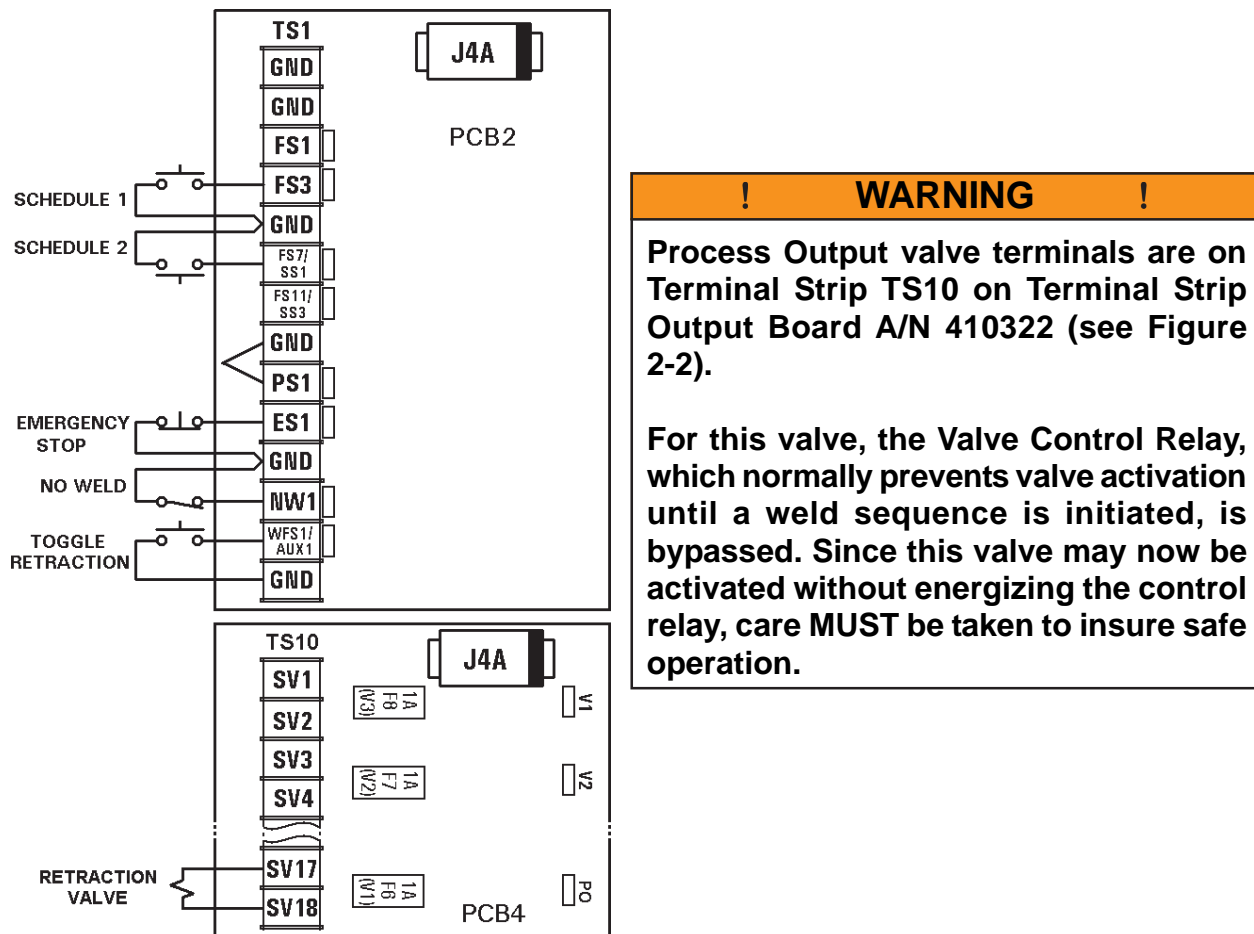 TS1
GND
GND
FS1
FS3
GND
FS7/
SS1
FS11/
SS3
GND
PS1
ES1
GND
NW1
WFS1/
AUX1
GND
J4A
PCB2
SCHEDULE 1
SCHEDULE 2
EMERGENCY
STOP
NO WELD
TOGGLE
RETRACTION
TS10
SV1
SV2
SV3
SV4
SV17
SV18
J4A
1A
F8
(V3)
1A
F7
(V2)
1A
F6
(V1)
V1
V2
PO
PCB4
RETRACTION
VALVE
! WARNING !
Process Output valve terminals are on
Terminal Strip TS10 on Terminal Strip
Output Board A/N 410322 (see Figure
2-2).
For this valve, the Valve Control Relay,
which normally prevents valve activation
until a weld sequence is initiated, is
bypassed. Since this valve may now be
activated without energizing the control
relay, care MUST be taken to insure safe
operation.